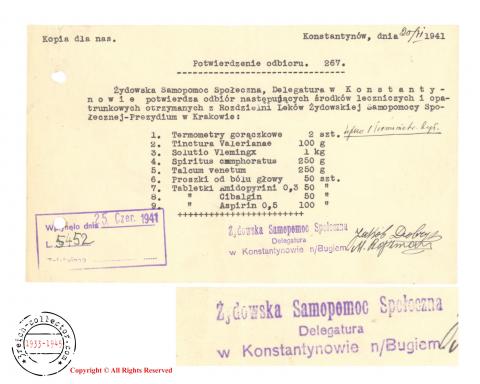 Kopia dla nas. Konstantynów, dnia 20/VI 1941
Potwierdzenie odbioru. 267.
Żydowska Samopomoc Społeczna, Delegatura w K o n s t a n t y-
n o w i e potwierdza odbiór następujących środków leczniczych i opa-
trunkowych otrzymanych z Rozdzielni Leków Żydowskiej Samopomocy Spo-
łecznej-Prezydium w Krakowie:
1. Termometry gorączkowe 2 szt.
2. Tinctura Valerianae 100 g
3. Solutio Vlemingx 1 kg
4. Spiritus camphoratus 250 g
5. Talcum venetum 250 g
6. Proszki od bólu głowy 50 szt.
7. Tabletki Amidopyrini 0,3 50 "
8. " Cibalgin 50 "
9. " Aspirin 0,5 100 "
++++++++++++++++++++++
Wpłynęło dnia 25. Czer. 1941
L. 5452
Żydowska Samopomoc Społeczna
Delegatura
w Konstantynowie n/Bugiem
Żydowska Samopomoc Społeczna
Delegatura
w Konstantynowie n/Bugiem
3reich-collector.com
1933-1945
Copyright © All Rights Reserved